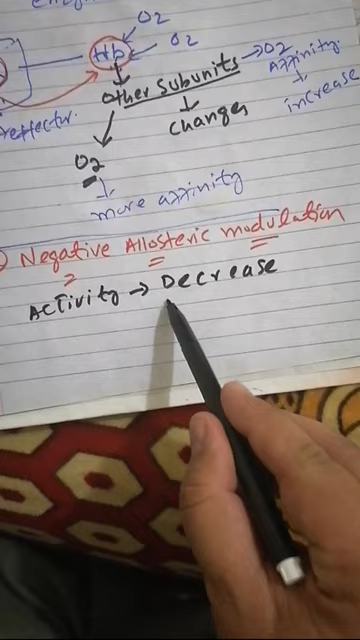 O2
Hb
O2
Other subunits → O2
Affinity
↓
increase
effector.
↓
changes
O2
↓
more affinity
Negative Allosteric modulation
Activity → Decrease